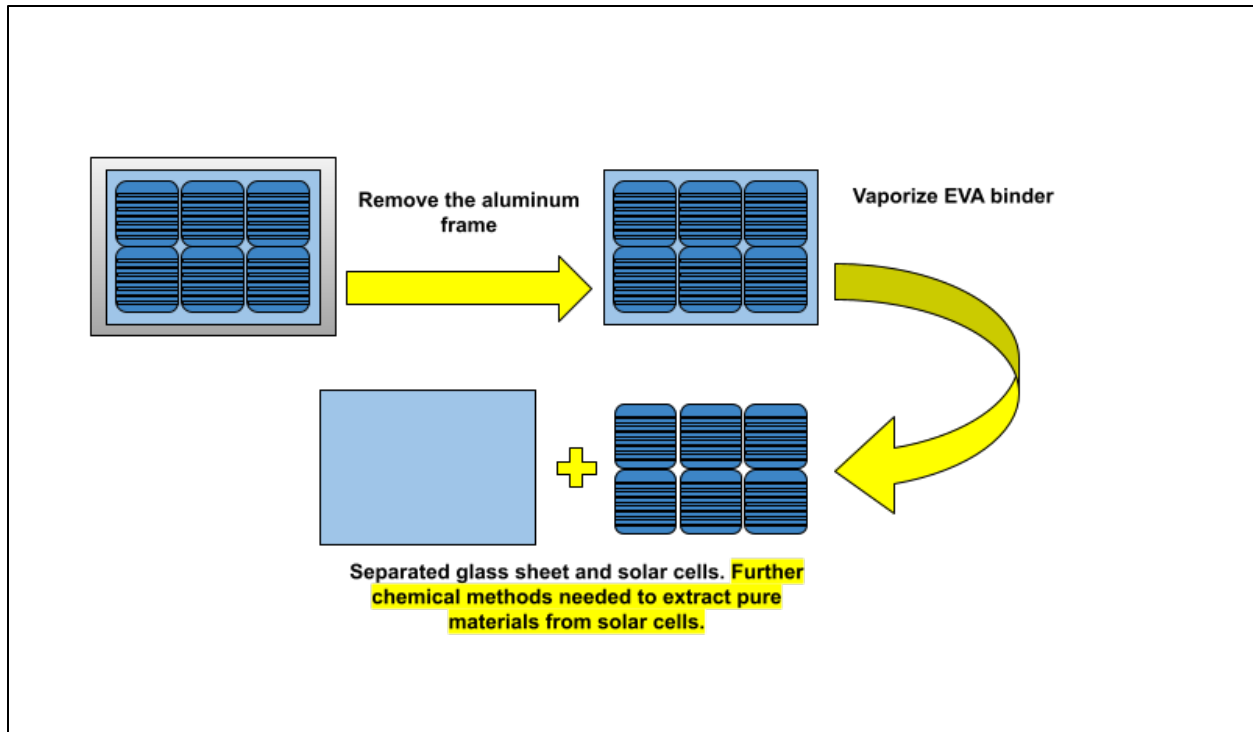 Remove the aluminum
frame
Vaporize EVA binder
Separated glass sheet and solar cells. Further
chemical methods needed to extract pure
materials from solar cells.